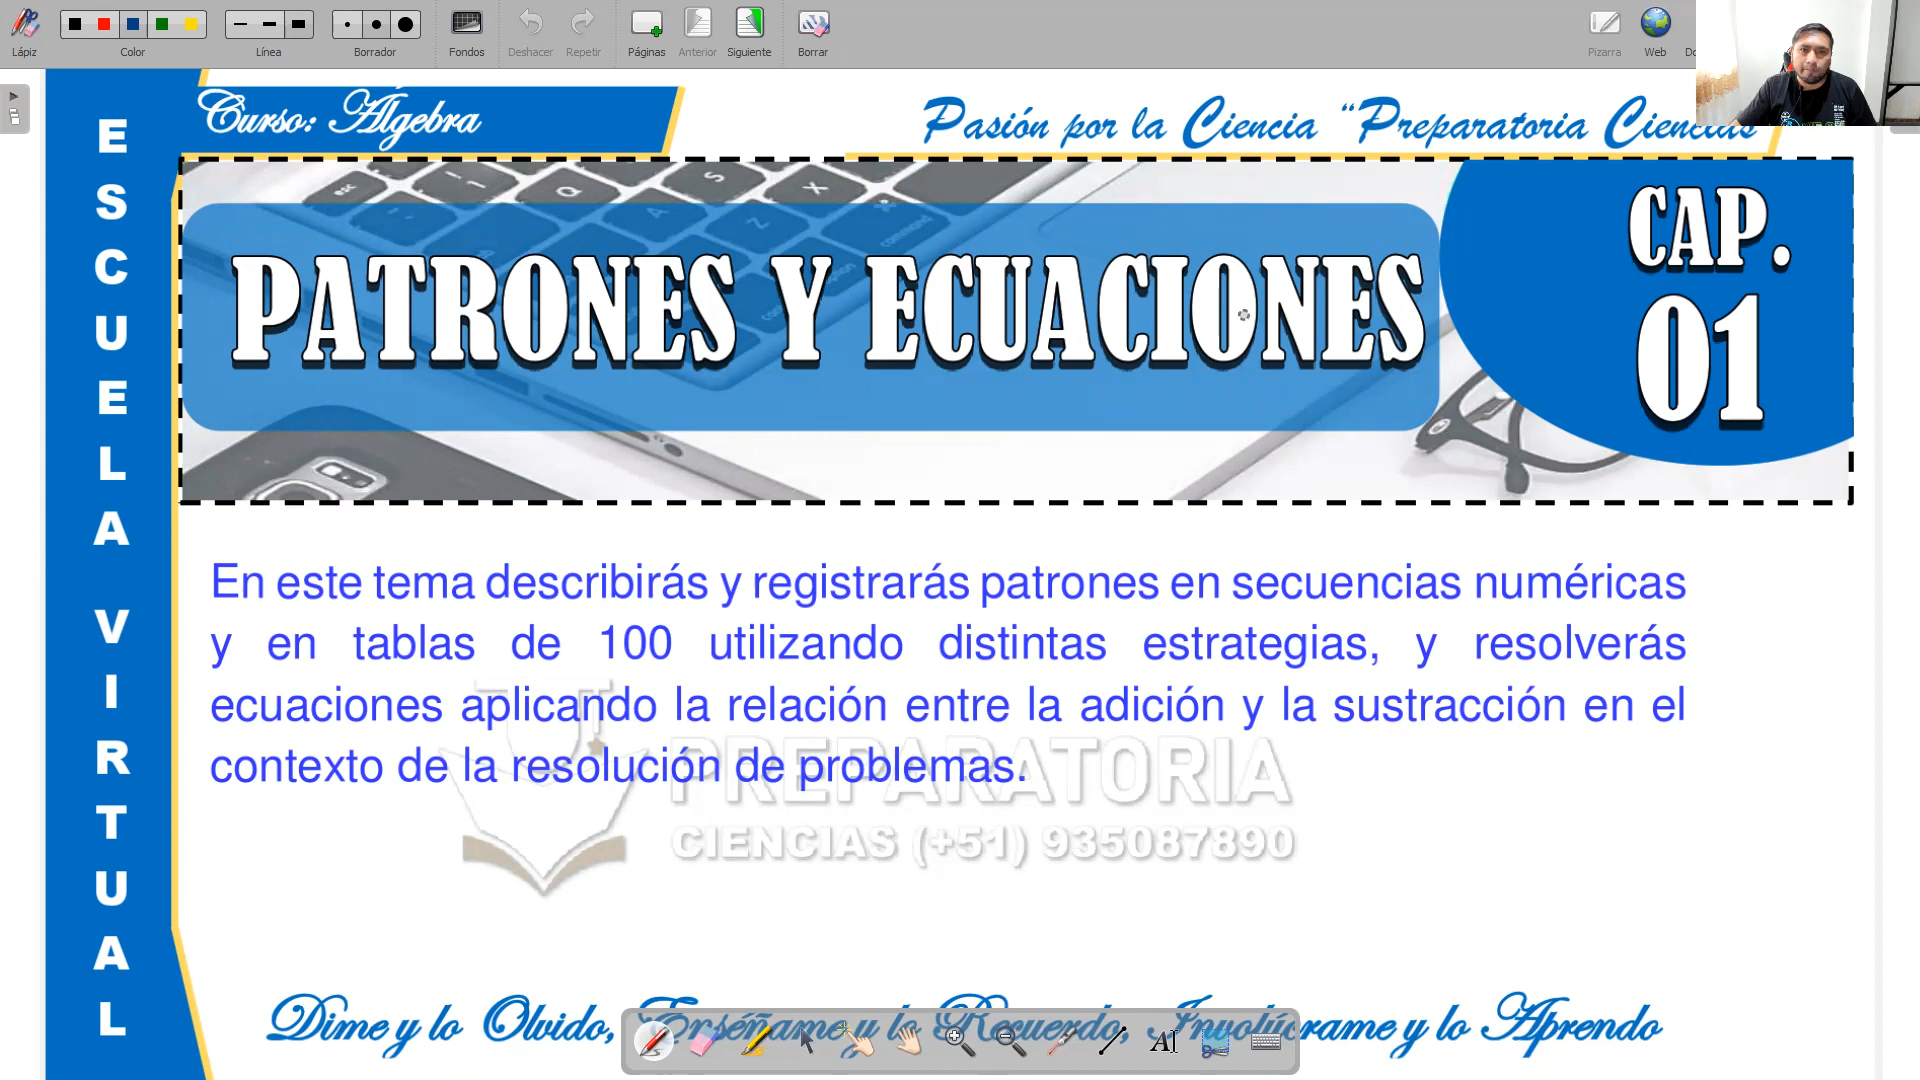 Lápiz
Color
Línea
Borrador
Fondos
Deshacer
Repetir
Páginas
Anterior
Siguiente
Borrar
Pizarra
Web
Curso: Álgebra
Pasión por la Ciencia “Preparatoria Ciencias
PATRONES Y ECUACIONES
CAP.
01
ESCUELA VIRTUAL
En este tema describirás y registrarás patrones en secuencias numéricas
y en tablas de 100 utilizando distintas estrategias, y resolverás
ecuaciones aplicando la relación entre la adición y la sustracción en el
contexto de la resolución de problemas.
PREPARATORIA
CIENCIAS (+51) 935087890
Dime y lo Olvido, Enséñame y lo Recuerdo, Involúcrame y lo Aprendo